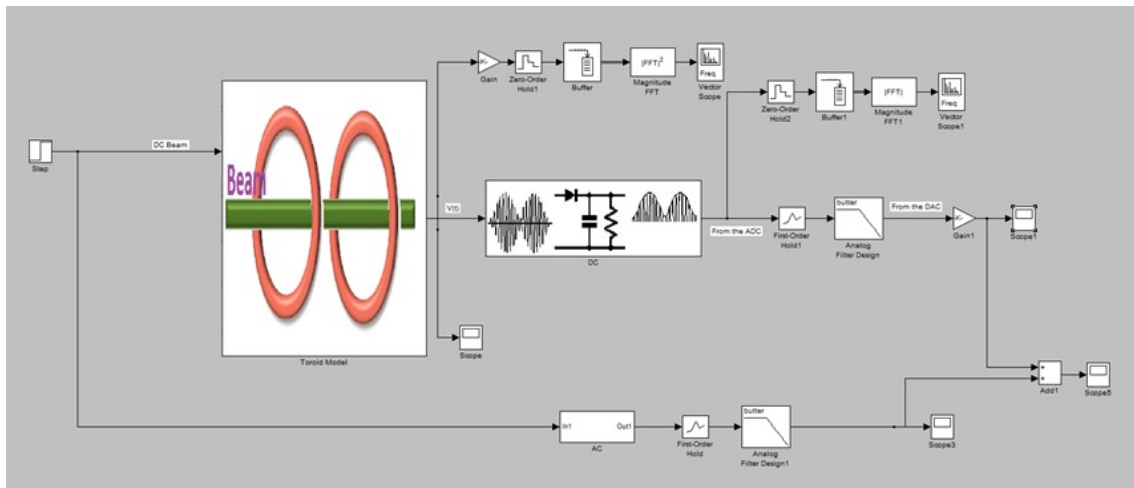 Step
DC Beam
Beam
Toroid Model
V(t)
Scope
Gain
Zero-Order
Hold1
Buffer
|FFT|²
Magnitude
FFT
Freq
Vector
Scope
DC
From the ADC
Zero-Order
Hold2
Buffer1
|FFT|
Magnitude
FFT1
Freq
Vector
Scope1
First-Order
Hold1
butter
Analog
Filter Design
From the DAC
Gain1
Scope1
In1
Out1
AC
First-Order
Hold
butter
Analog
Filter Design1
Scope3
Add1
Scope5